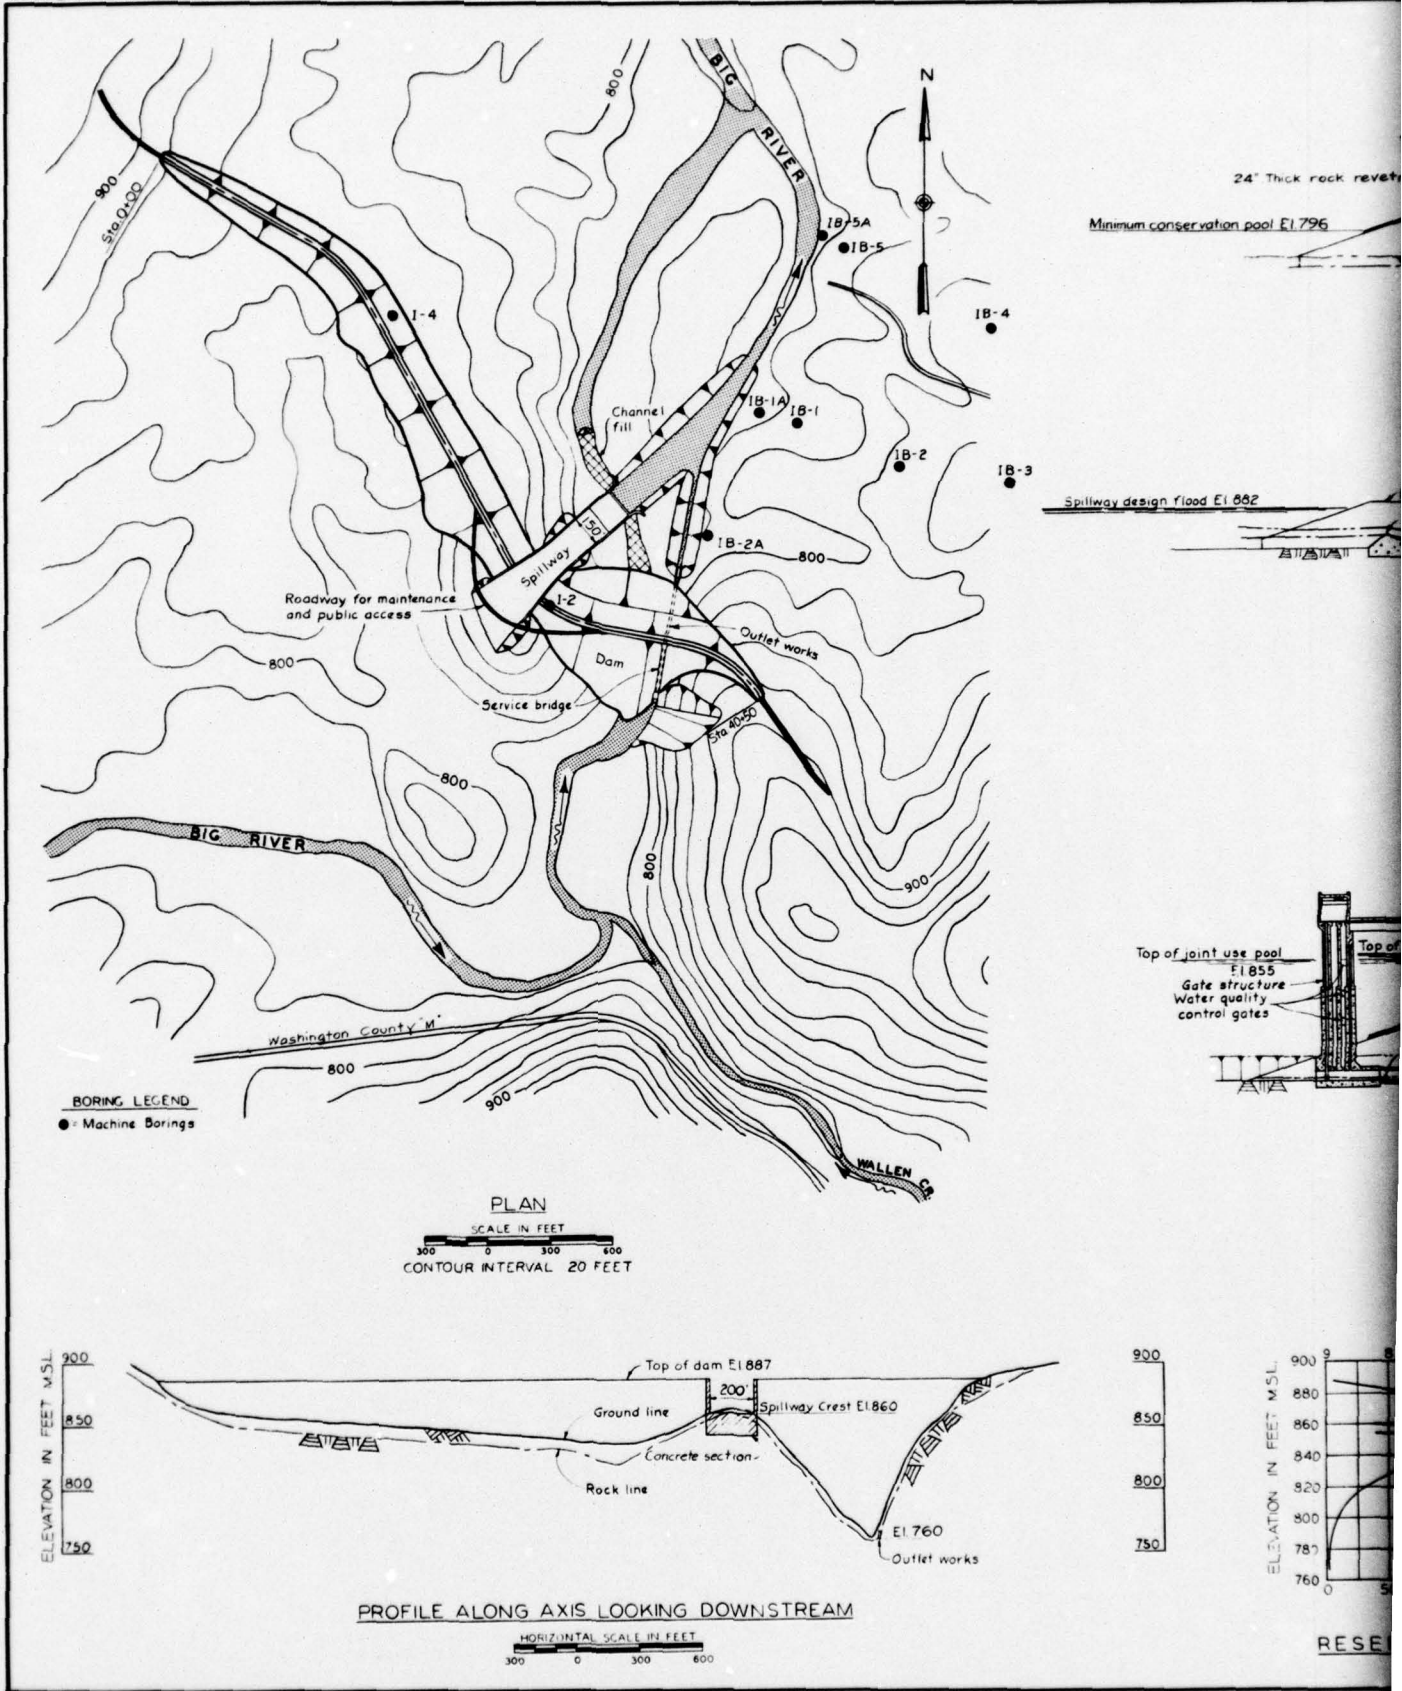 BIG
RIVER
800
N
24" Thick rock
Minimum conservation pool El. 796
900
Sta. 0+00
IB-5A
IB-5
I-4
IB-4
IB-1A
IB-1
Channel
fill
IB-2
IB-3
Spillway design flood El. 882
150
Spillway
IB-2A
800
Roadway for maintenance
and public access
I-2
Outlet works
Dam
800
Service bridge
Sta 40+50
800
BIG RIVER
800
900
Top of joint use pool
El. 855
Top of
Gate structure
Water quality
control gates
Washington County "M"
800
900
BORING LEGEND
= Machine Borings
WALLEN CR.
PLAN
SCALE IN FEET
300 0 300 600
CONTOUR INTERVAL 20 FEET
ELEVATION IN FEET M.S.L.
900
850
800
750
Top of dam El. 887
200'
Ground line
Spillway Crest El. 860
Concrete section
Rock line
El. 760
Outlet works
900
850
800
750
ELEVATION IN FEET M.S.L.
9
900
880
860
840
820
800
780
760
0
PROFILE ALONG AXIS LOOKING DOWNSTREAM
HORIZONTAL SCALE IN FEET
300 0 300 600